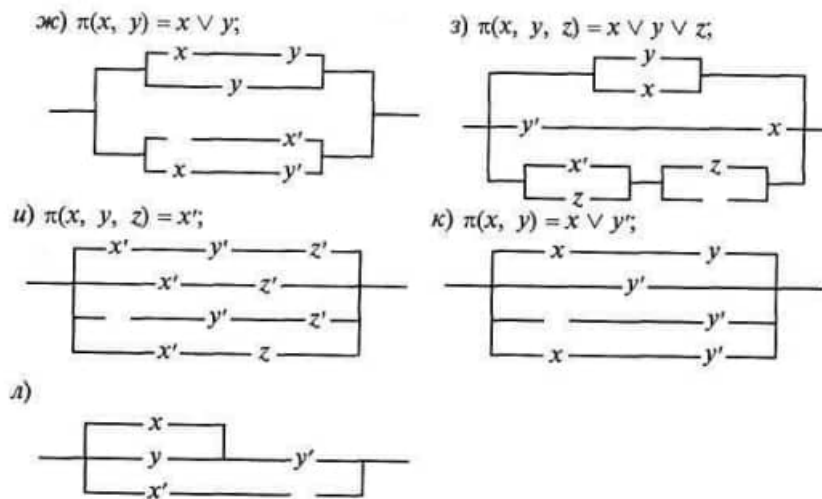 ж) π(x, y) = x ∨ y;
x y
y
x'
x y'
з) π(x, y, z) = x ∨ y ∨ z;
y
x
y' x
x' z
z
и) π(x, y, z) = x';
x' y' z'
x' z'
y' z'
x' z
к) π(x, y) = x ∨ y';
x y
y'
y'
x y'
л)
x
y y'
x'